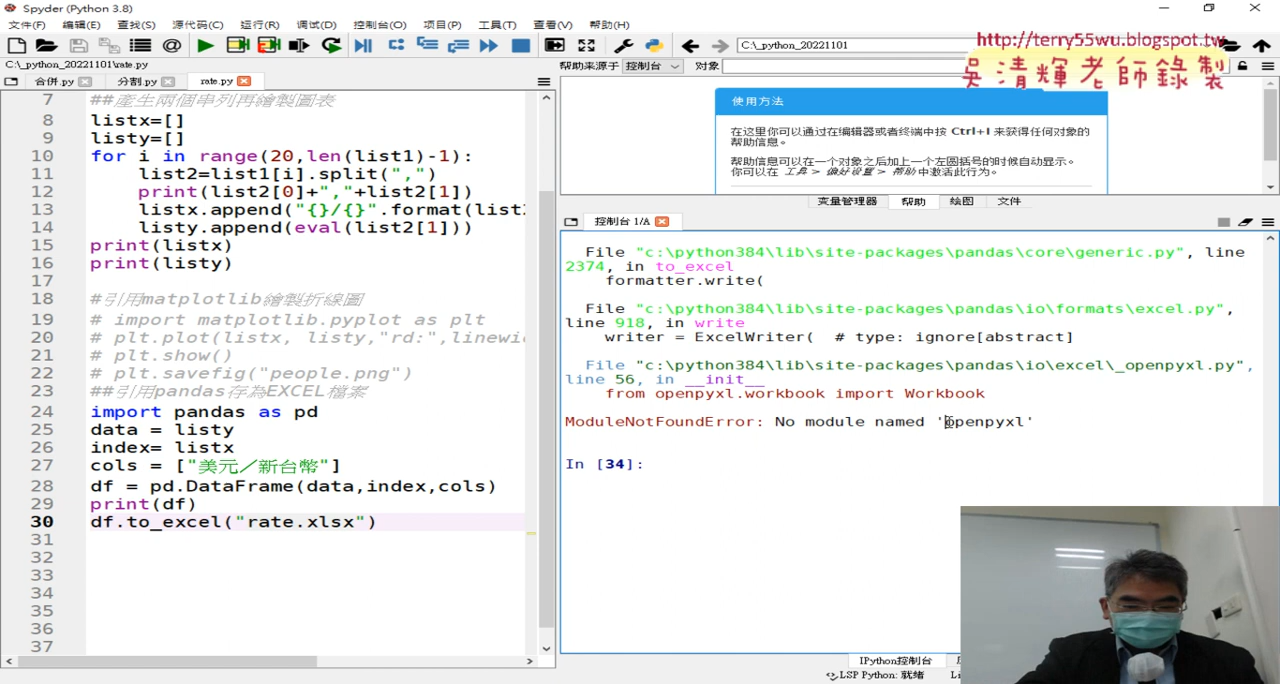 Spyder (Python 3.8)
文件(F) 编辑(E) 查找(S) 源代码(C) 运行(R) 调试(D) 控制台(O) 项目(P) 工具(T) 查看(V) 帮助(H)
C:\_python_20221101
http://terry55wu.blogspot.tw
吳清輝老師錄製
C:\_python_20221101\rate.py
帮助来源于 控制台 对象
合併.py 分割.py rate.py
7 ##產生兩個串列再繪製圖表
8 listx=[]
9 listy=[]
10 for i in range(20,len(list1)-1):
11 list2=list1[i].split(",")
12 print(list2[0]+","+list2[1])
13 listx.append("{}/{}".format(list2
14 listy.append(eval(list2[1]))
15 print(listx)
16 print(listy)
17
18 #引用matplotlib繪製折線圖
19 # import matplotlib.pyplot as plt
20 # plt.plot(listx, listy,"rd:",linewi
21 # plt.show()
22 # plt.savefig("people.png")
23 ##引用pandas存為EXCEL檔案
24 import pandas as pd
25 data = listy
26 index= listx
27 cols = ["美元／新台幣"]
28 df = pd.DataFrame(data,index,cols)
29 print(df)
30 df.to_excel("rate.xlsx")
31
32
33
34
35
36
37
使用方法
在这里你可以通过在编辑器或者终端中按 Ctrl+I 来获得任何对象的
帮助信息。
帮助信息可以在一个对象之后加上一个左圆括号的时候自动显示。
你可以在 工具 > 偏好设置 > 帮助 中激活此行为。
变量管理器 帮助 绘图 文件
控制台 1/A
File "c:\python384\lib\site-packages\pandas\core\generic.py", line
2374, in to_excel
formatter.write(
File "c:\python384\lib\site-packages\pandas\io\formats\excel.py",
line 918, in write
writer = ExcelWriter( # type: ignore[abstract]
File "c:\python384\lib\site-packages\pandas\io\excel\_openpyxl.py",
line 56, in __init__
from openpyxl.workbook import Workbook
ModuleNotFoundError: No module named 'openpyxl'
In [34]:
IPython控制台
LSP Python: 就绪